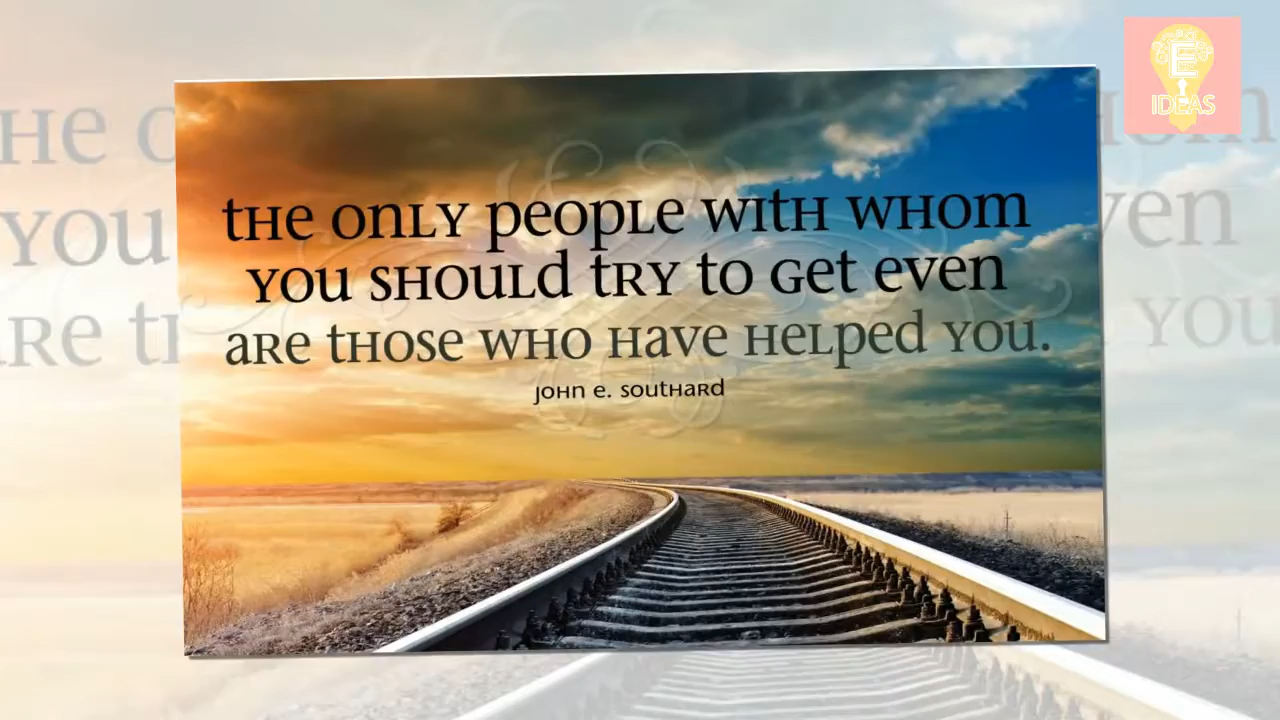 the only people with whom
you should try to get even
are those who have helped you.
John e. Southard
E
IDEAS